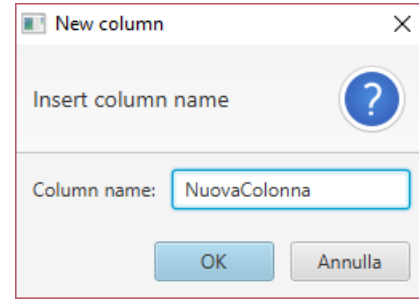 New column
Insert column name
?
Column name: NuovaColonna
OK Annulla